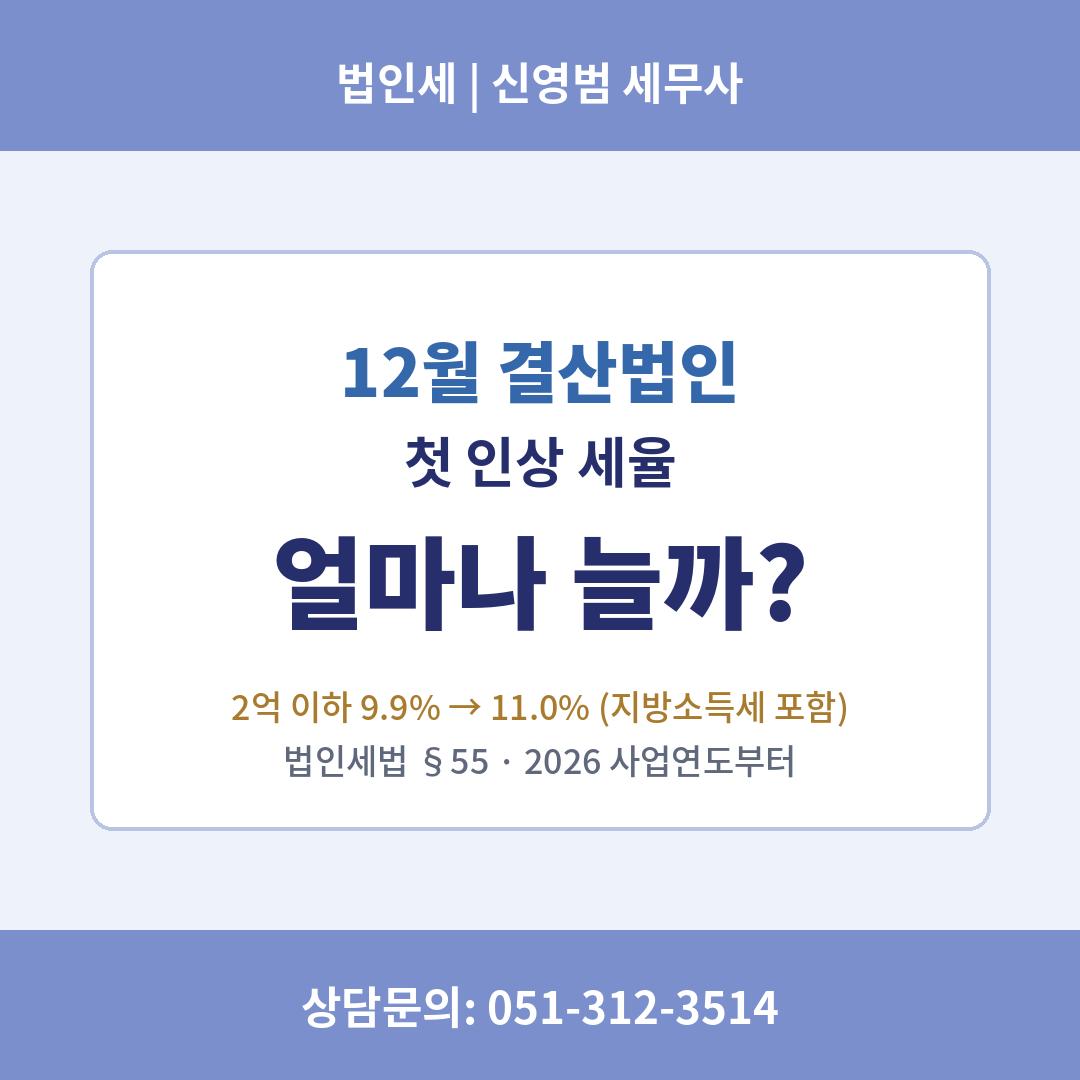 법인세 | 신영범 세무사
12월 결산법인
첫 인상 세율
얼마나 늘까?
2억 이하 9.9% → 11.0% (지방소득세 포함)
법인세법 §55 · 2026 사업연도부터
상담문의: 051-312-3514